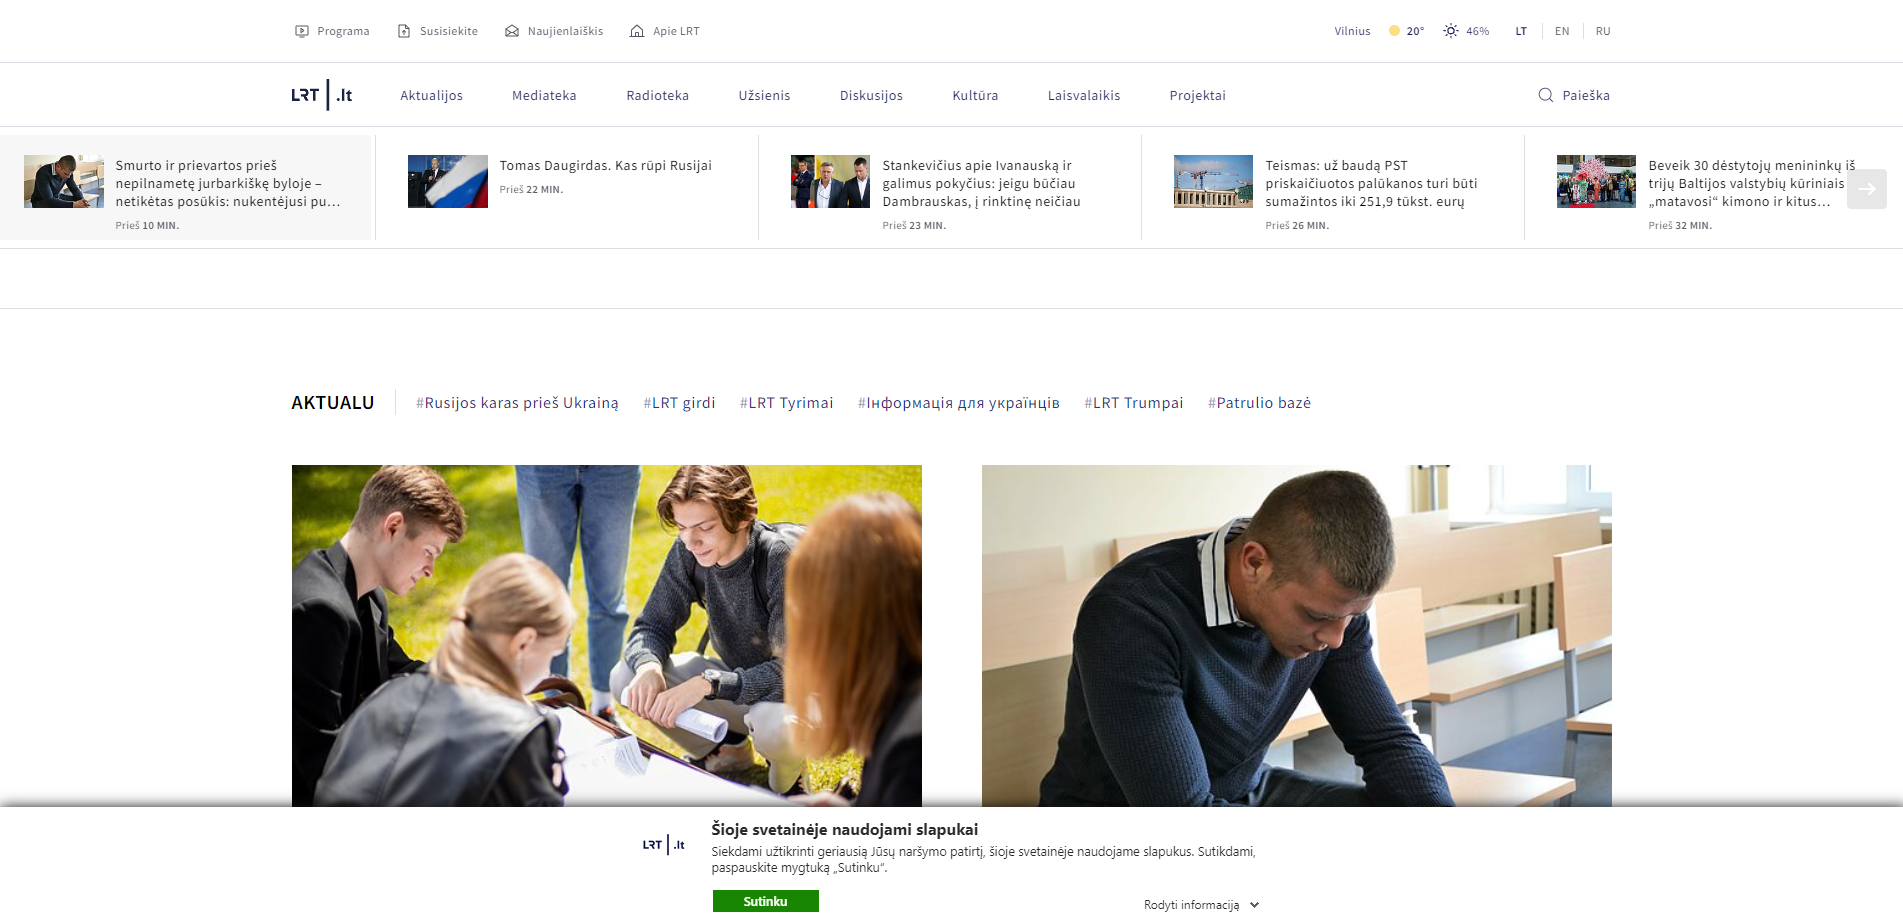 Programa
Susisiekite
Naujienlaiškis
Apie LRT
Vilnius
20°
46%
LT
EN
RU
LRT .lt
Aktualijos
Mediateka
Radioteka
Užsienis
Diskusijos
Kultūra
Laisvalaikis
Projektai
Paieška
Smurto ir prievartos prieš
nepilnametę jurbarkiškę byloje –
netikėtas posūkis: nukentėjusi pu...
Prieš 10 MIN.
Tomas Daugirdas. Kas rūpi Rusijai
Prieš 22 MIN.
Stankevičius apie Ivanauską ir
galimus pokyčius: jeigu būčiau
Dambrauskas, į rinktinę neičiau
Prieš 23 MIN.
Teismas: už baudą PST
priskaičiuotos palūkanos turi būti
sumažintos iki 251,9 tūkst. eurų
Prieš 26 MIN.
Beveik 30 dėstytojų menininkų iš
trijų Baltijos valstybių kūriniais
„matavosi“ kimono ir kitus...
Prieš 32 MIN.
AKTUALU
#Rusijos karas prieš Ukrainą
#LRT girdi
#LRT Tyrimai
#Інформація для українців
#LRT Trumpai
#Patrulio bazė
LRT .lt
Šioje svetainėje naudojami slapukai
Siekdami užtikrinti geriausią Jūsų naršymo patirtį, šioje svetainėje naudojame slapukus. Sutikdami,
paspauskite mygtuką „Sutinku“.
Sutinku
Rodyti informaciją